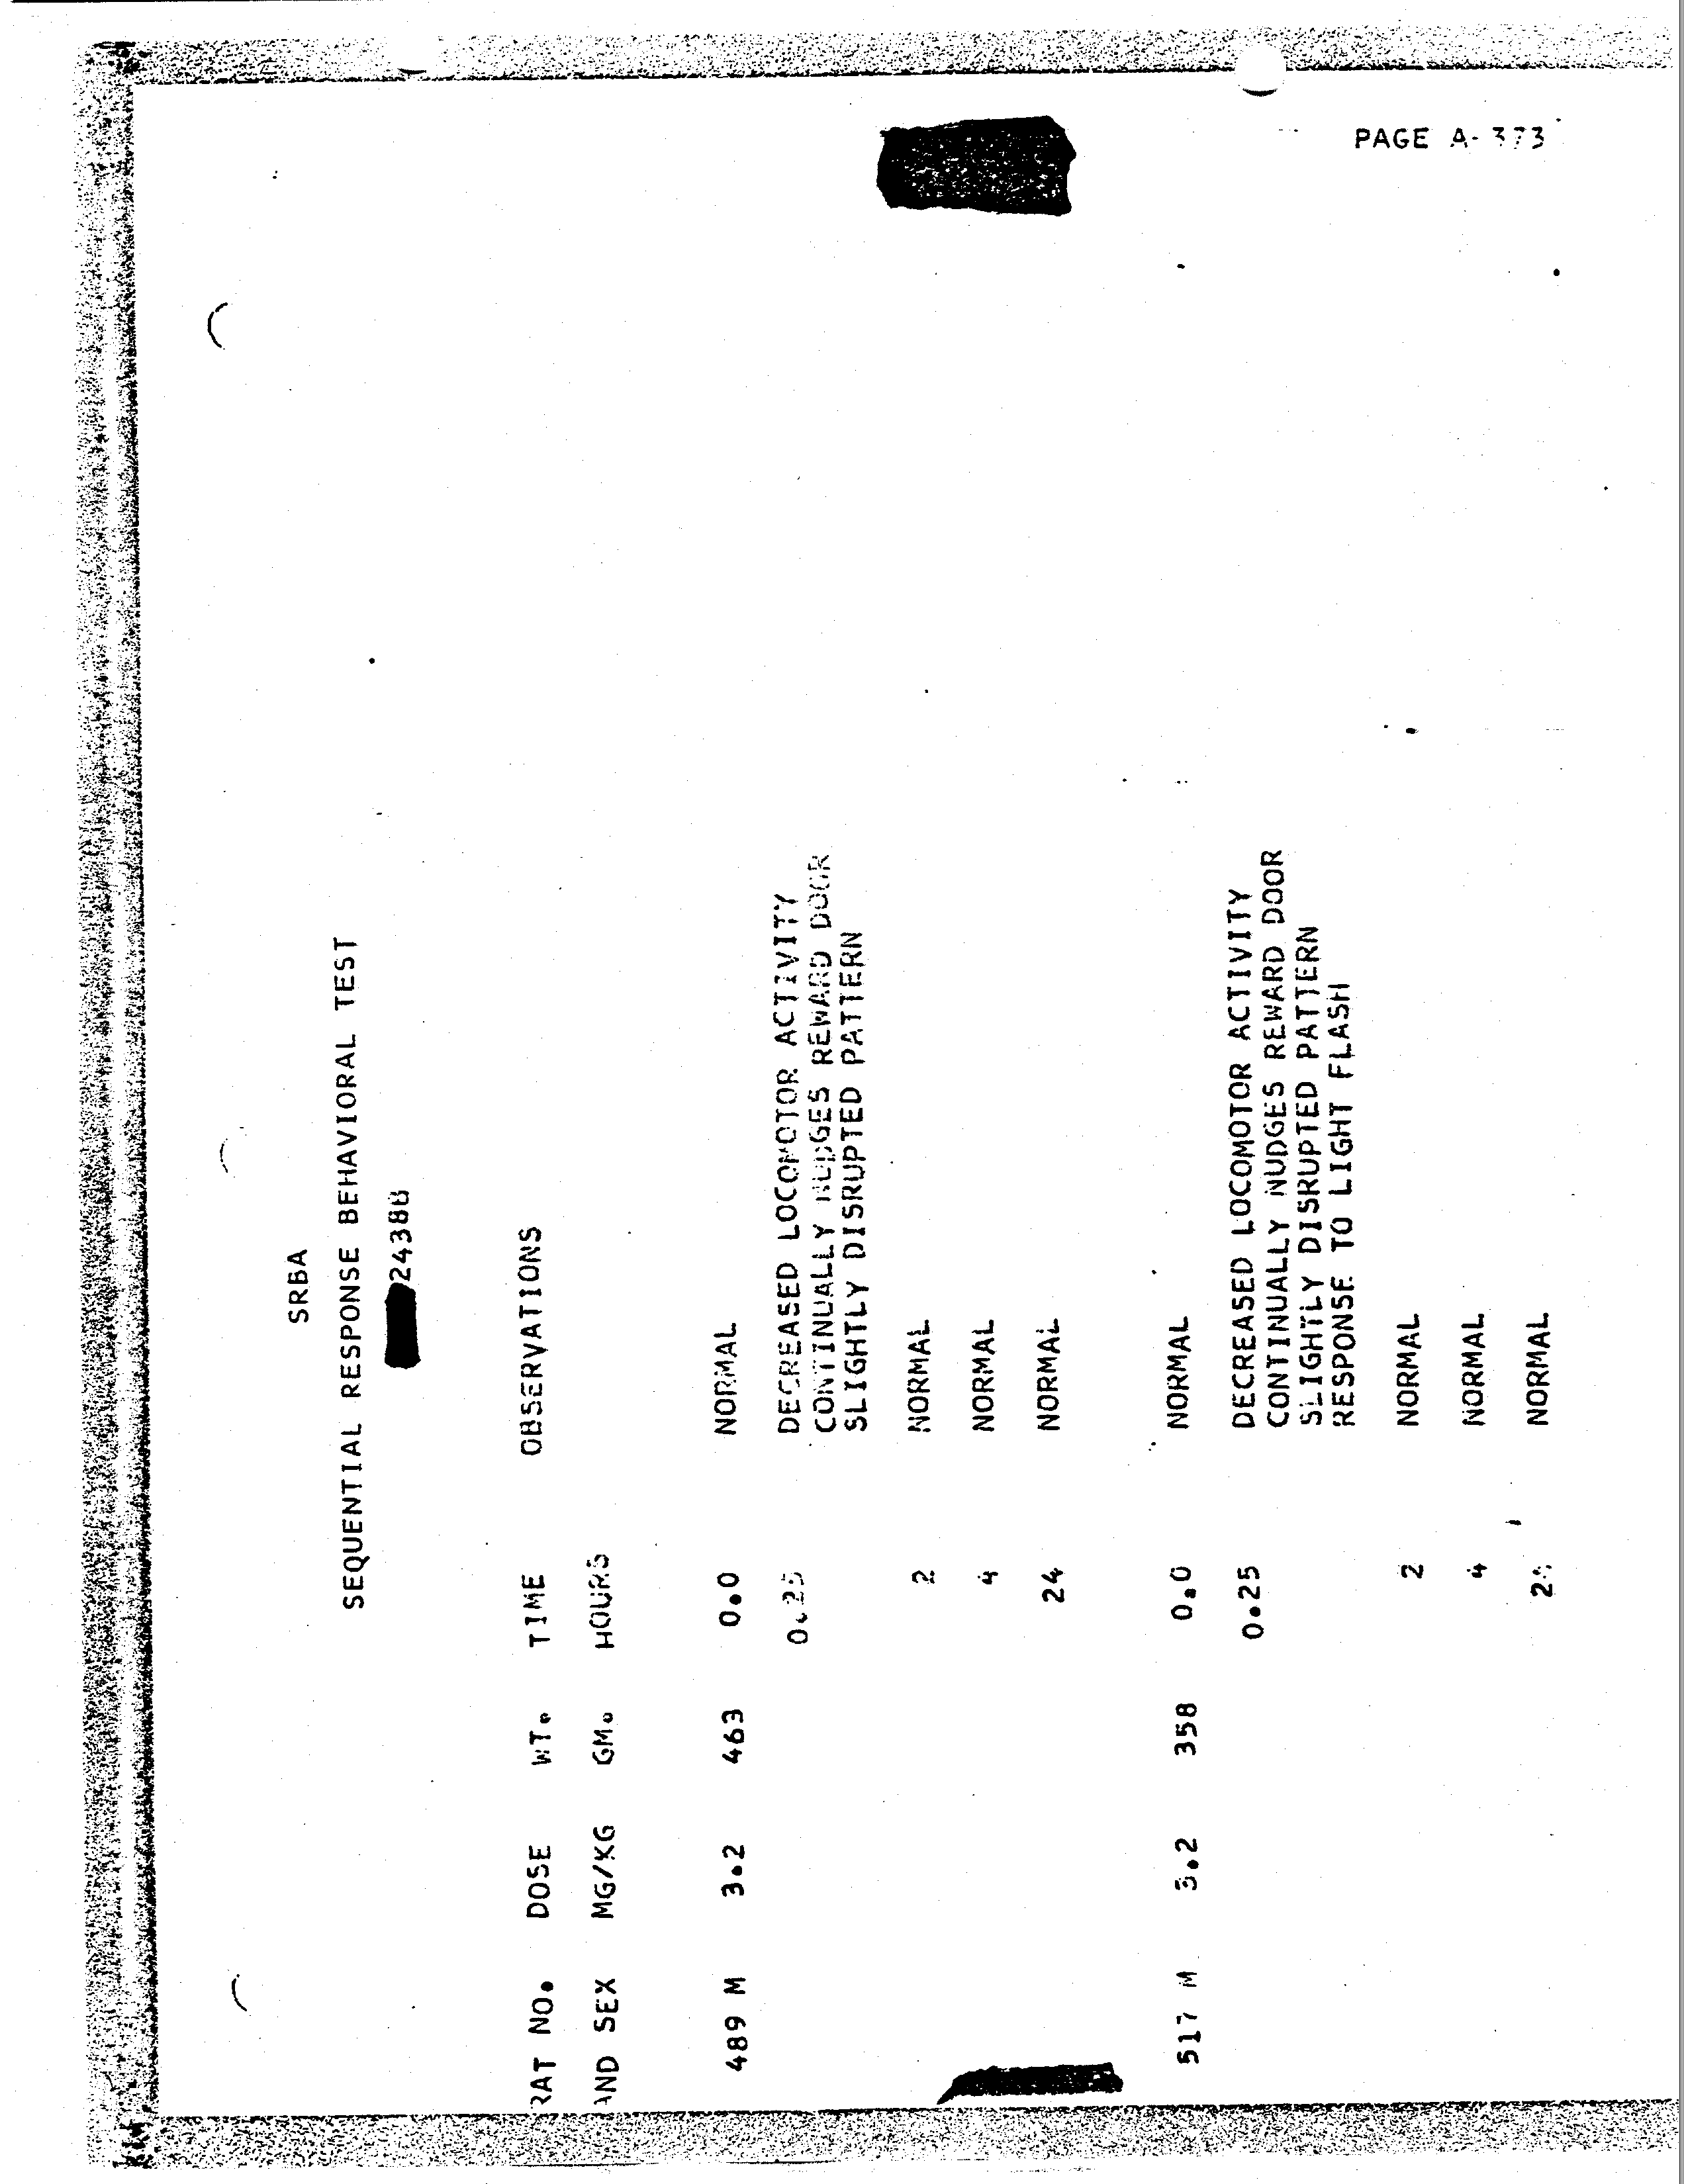 PAGE A-373
SRBA
SEQUENTIAL RESPONSE BEHAVIORAL TEST
24388
RAT NO. DOSE WT. TIME OBSERVATIONS
AND SEX MG/KG GM. HOURS
489 M 3.2 463 0.0 NORMAL
0.25 DECREASED LOCOMOTOR ACTIVITY
CONTINUALLY NUDGES REWARD DOOR
SLIGHTLY DISRUPTED PATTERN
2 NORMAL
4 NORMAL
24 NORMAL
517 M 3.2 358 0.0 NORMAL
0.25 DECREASED LOCOMOTOR ACTIVITY
CONTINUALLY NUDGES REWARD DOOR
SLIGHTLY DISRUPTED PATTERN
RESPONSE TO LIGHT FLASH
2 NORMAL
4 NORMAL
24 NORMAL